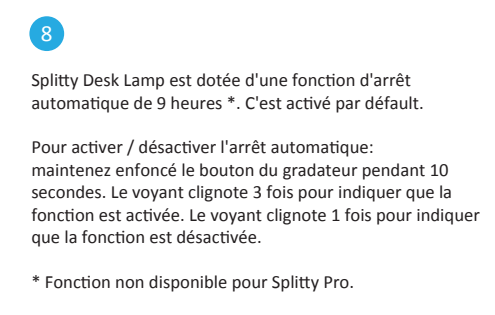 8
Splitty Desk Lamp est dotée d'une fonction d'arrêt
automatique de 9 heures *. C'est activé par défault.
Pour activer / désactiver l'arrêt automatique:
maintenez enfoncé le bouton du gradateur pendant 10
secondes. Le voyant clignote 3 fois pour indiquer que la
fonction est activée. Le voyant clignote 1 fois pour indiquer
que la fonction est désactivée.
* Fonction non disponible pour Splitty Pro.